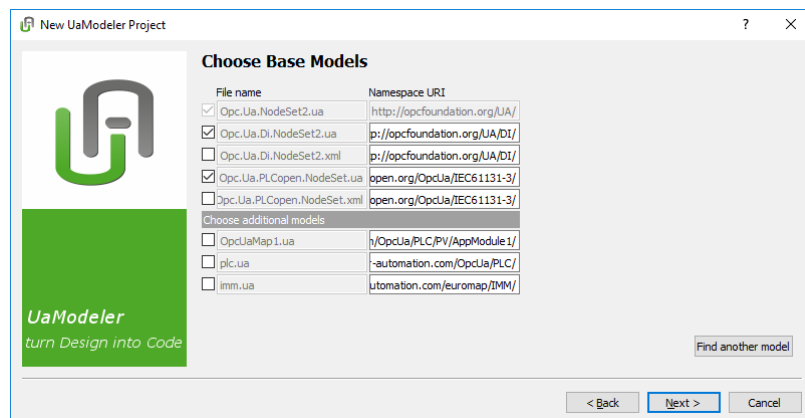 New UaModeler Project
Choose Base Models
File name Namespace URI
Opc.Ua.NodeSet2.ua http://opcfoundation.org/UA/
Opc.Ua.Di.NodeSet2.ua p://opcfoundation.org/UA/DI/
Opc.Ua.Di.NodeSet2.xml p://opcfoundation.org/UA/DI/
Opc.Ua.PLCopen.NodeSet.ua open.org/OpcUa/IEC61131-3/
Opc.Ua.PLCopen.NodeSet.xml open.org/OpcUa/IEC61131-3/
Choose additional models
OpcUaMap1.ua /OpcUa/PLC/PV/AppModule1/
plc.ua -automation.com/OpcUa/PLC/
imm.ua utomation.com/euromap/IMM/
UaModeler
turn Design into Code
Find another model
< Back Next > Cancel